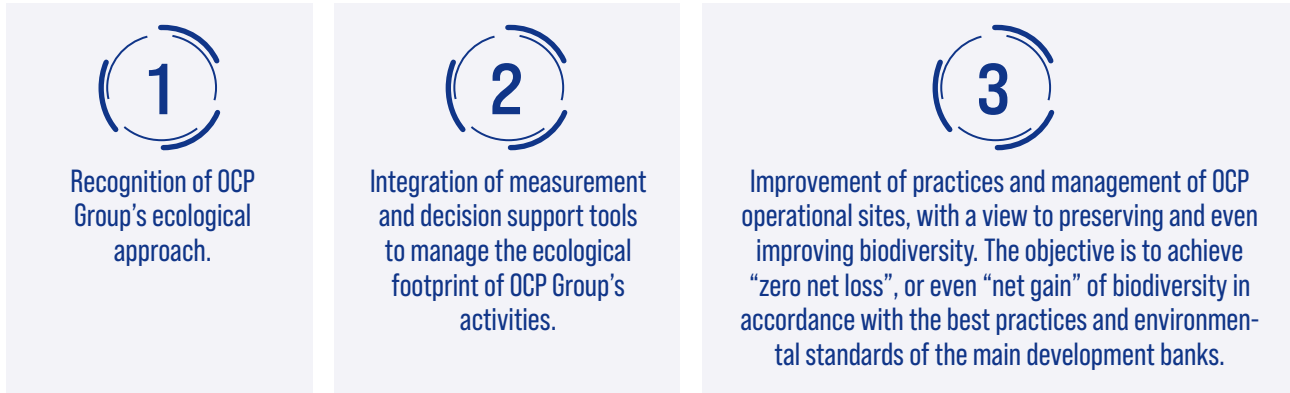 1
Recognition of OCP
Group’s ecological
approach.
2
Integration of measurement
and decision support tools
to manage the ecological
footprint of OCP Group’s
activities.
3
Improvement of practices and management of OCP
operational sites, with a view to preserving and even
improving biodiversity. The objective is to achieve
“zero net loss”, or even “net gain” of biodiversity in
accordance with the best practices and environmen-
tal standards of the main development banks.